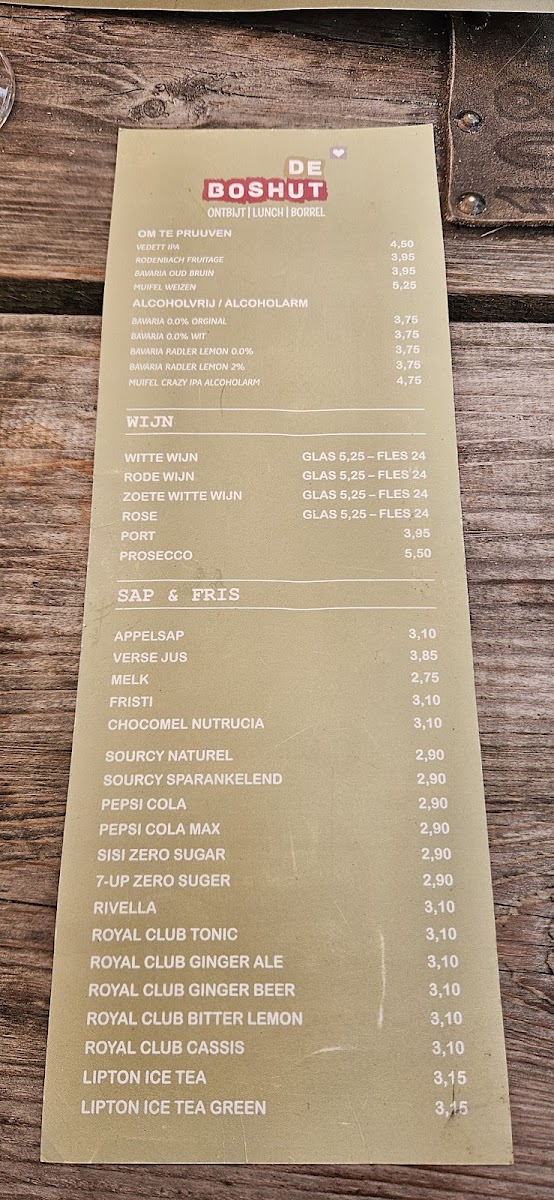 DE
BOSHUT
ONTBIJT | LUNCH | BORREL
OM TE PRUUVEN
VEDETT IPA 4,50
RODENBACH FRUITAGE 3,95
BAVARIA OUD BRUIN 3,95
MUIFEL WEIZEN 5,25
ALCOHOLVRIJ / ALCOHOLARM
BAVARIA 0.0% ORGINAL 3,75
BAVARIA 0.0% WIT 3,75
BAVARIA RADLER LEMON 0.0% 3,75
BAVARIA RADLER LEMON 2% 3,75
MUIFEL CRAZY IPA ALCOHOLARM 4,75
WIJN
WITTE WIJN GLAS 5,25 – FLES 24
RODE WIJN GLAS 5,25 – FLES 24
ZOETE WITTE WIJN GLAS 5,25 – FLES 24
ROSE GLAS 5,25 – FLES 24
PORT 3,95
PROSECCO 5,50
SAP & FRIS
APPELSAP 3,10
VERSE JUS 3,85
MELK 2,75
FRISTI 3,10
CHOCOMEL NUTRUCIA 3,10
SOURCY NATUREL 2,90
SOURCY SPARANKELEND 2,90
PEPSI COLA 2,90
PEPSI COLA MAX 2,90
SISI ZERO SUGAR 2,90
7-UP ZERO SUGER 2,90
RIVELLA 3,10
ROYAL CLUB TONIC 3,10
ROYAL CLUB GINGER ALE 3,10
ROYAL CLUB GINGER BEER 3,10
ROYAL CLUB BITTER LEMON 3,10
ROYAL CLUB CASSIS 3,10
LIPTON ICE TEA 3,15
LIPTON ICE TEA GREEN 3,15